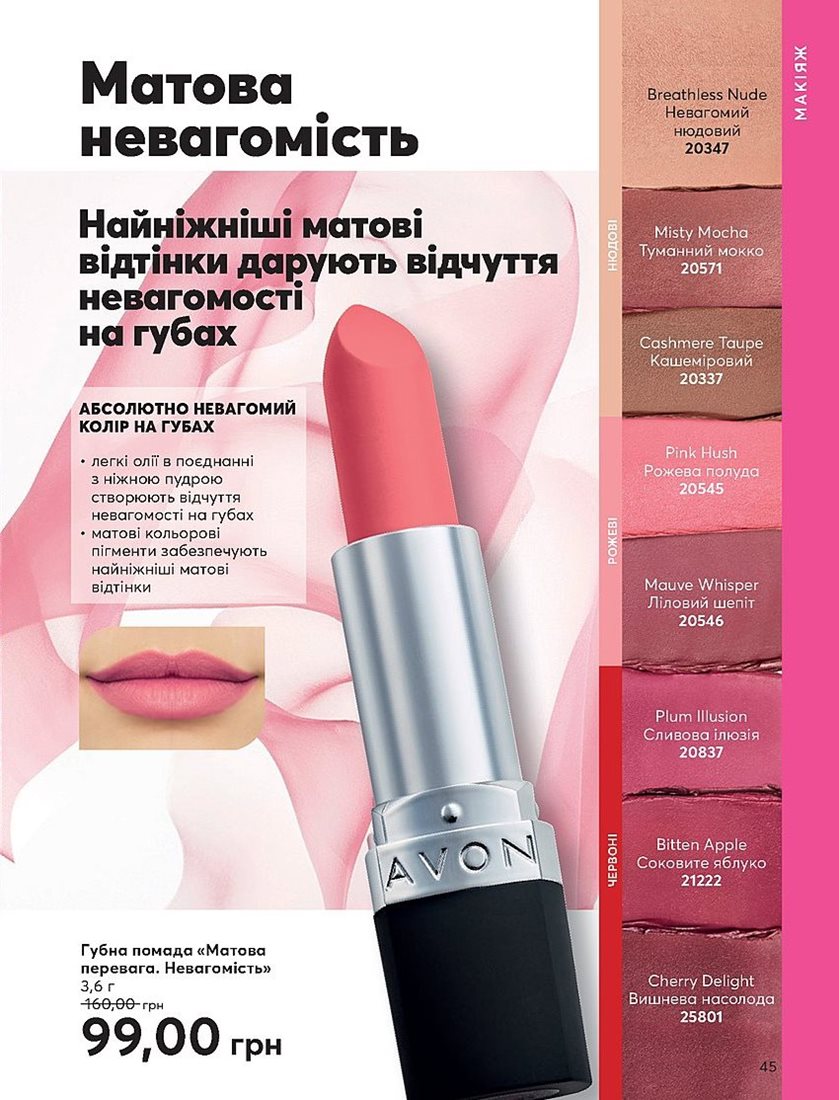 Матова
невагомість
Найніжніші матові
відтінки дарують відчуття
невагомості
на губах
АБСОЛЮТНО НЕВАГОМИЙ
КОЛІР НА ГУБАХ
• легкі олії в поєднанні
з ніжною пудрою
створюють відчуття
невагомості на губах
• матові кольорові
пігменти забезпечують
найніжніші матові
відтінки
AVON
Губна помада «Матова
перевага. Невагомість»
3,6 г
160,00 грн
99,00 грн
НЮДОВІ
Breathless Nude
Невагомий
нюдовий
20347
Misty Mocha
Туманний мокко
20571
Cashmere Taupe
Кашеміровий
20337
РОЖЕВІ
Pink Hush
Рожева полуда
20545
Mauve Whisper
Ліловий шепіт
20546
ЧЕРВОНІ
Plum Illusion
Сливова ілюзія
20837
Bitten Apple
Соковите яблуко
21222
Cherry Delight
Вишнева насолода
25801
МАКІЯЖ
45